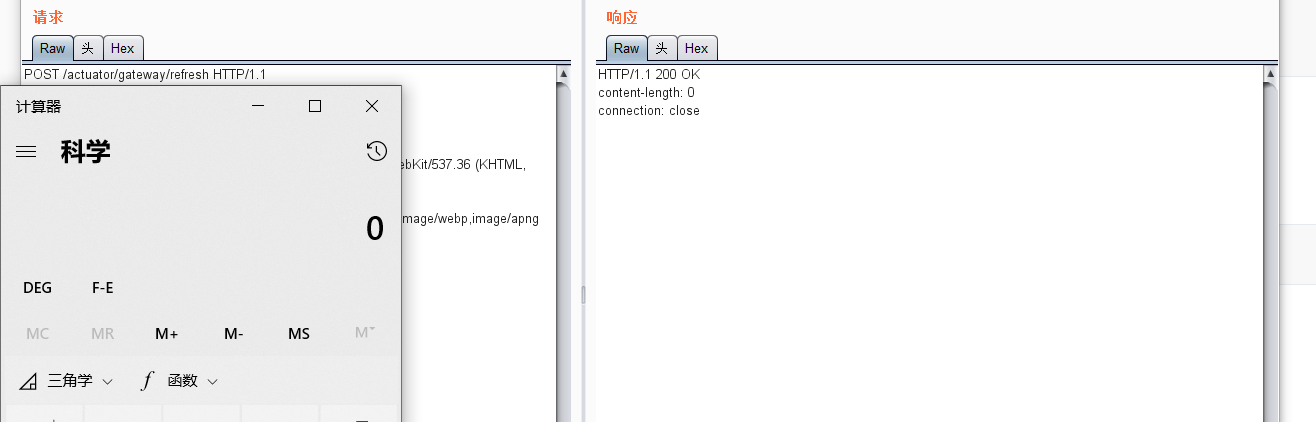 请求
响应
Raw 头 Hex
Raw 头 Hex
POST /actuator/gateway/refresh HTTP/1.1
HTTP/1.1 200 OK
content-length: 0
connection: close
计算器
科学
ebKit/537.36 (KHTML,
0
mage/webp,image/apng
DEG F-E
MC MR M+ M- MS M˅
三角学 f 函数